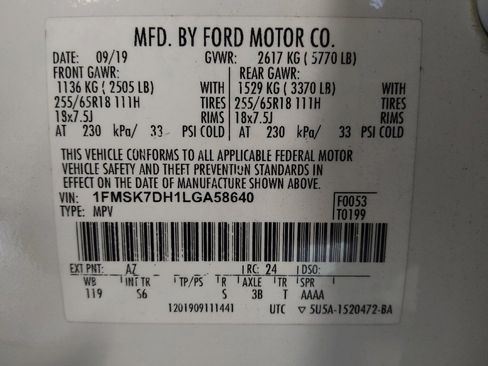 MFD. BY FORD MOTOR CO.
DATE: 09/19 GVWR: 2617 KG ( 5770 LB)
FRONT GAWR: REAR GAWR:
1136 KG ( 2505 LB) WITH 1529 KG ( 3370 LB) WITH
255/65R18 111H TIRES 255/65R18 111H TIRES
18x7.5J RIMS 18x7.5J RIMS
AT 230 kPa/ 33 PSI COLD AT 230 kPa/ 33 PSI COLD
THIS VEHICLE CONFORMS TO ALL APPLICABLE FEDERAL MOTOR
VEHICLE SAFETY AND THEFT PREVENTION STANDARDS IN
EFFECT ON THE DATE OF MANUFACTURE SHOWN ABOVE.
VIN: 1FMSK7DH1LGA58640 F0053
TYPE: MPV T0199
EXT PNT: AZ RC: 24 DSO:
WB INT TR TP/PS R AXLE TR SPR
119 S6 S 3B T AAAA
1201909111441 UTC ▽ 5U5A-1520472-BA